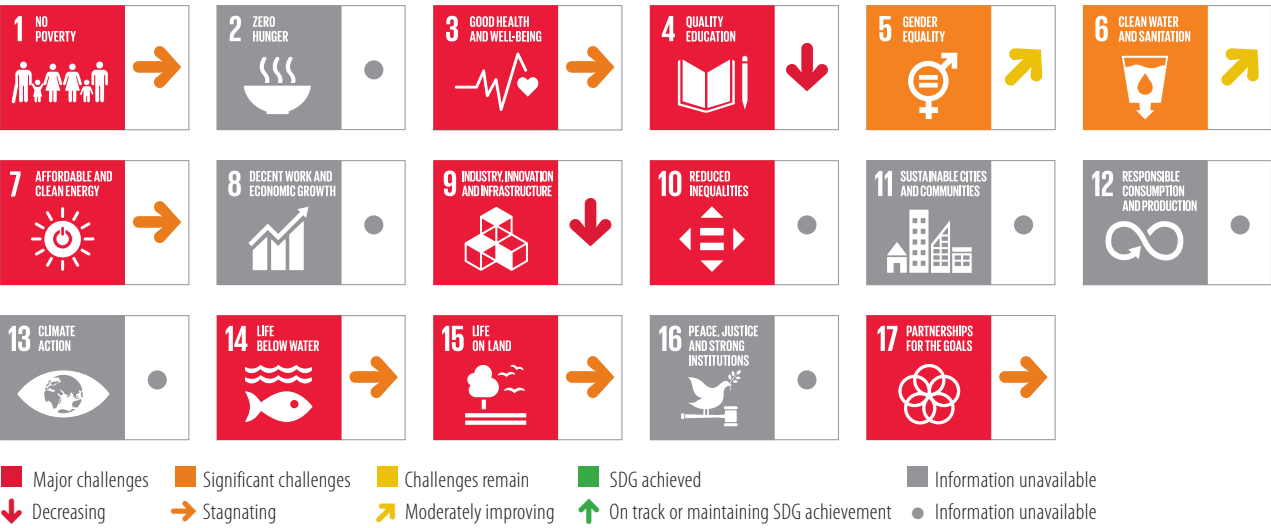 1 NO
POVERTY
2 ZERO
HUNGER
3 GOOD HEALTH
AND WELL-BEING
4 QUALITY
EDUCATION
5 GENDER
EQUALITY
6 CLEAN WATER
AND SANITATION
7 AFFORDABLE AND
CLEAN ENERGY
8 DECENT WORK AND
ECONOMIC GROWTH
9 INDUSTRY, INNOVATION
AND INFRASTRUCTURE
10 REDUCED
INEQUALITIES
11 SUSTAINABLE CITIES
AND COMMUNITIES
12 RESPONSIBLE
CONSUMPTION
AND PRODUCTION
13 CLIMATE
ACTION
14 LIFE
BELOW WATER
15 LIFE
ON LAND
16 PEACE, JUSTICE
AND STRONG
INSTITUTIONS
17 PARTNERSHIPS
FOR THE GOALS
Major challenges
Significant challenges
Challenges remain
SDG achieved
Information unavailable
Decreasing
Stagnating
Moderately improving
On track or maintaining SDG achievement
Information unavailable